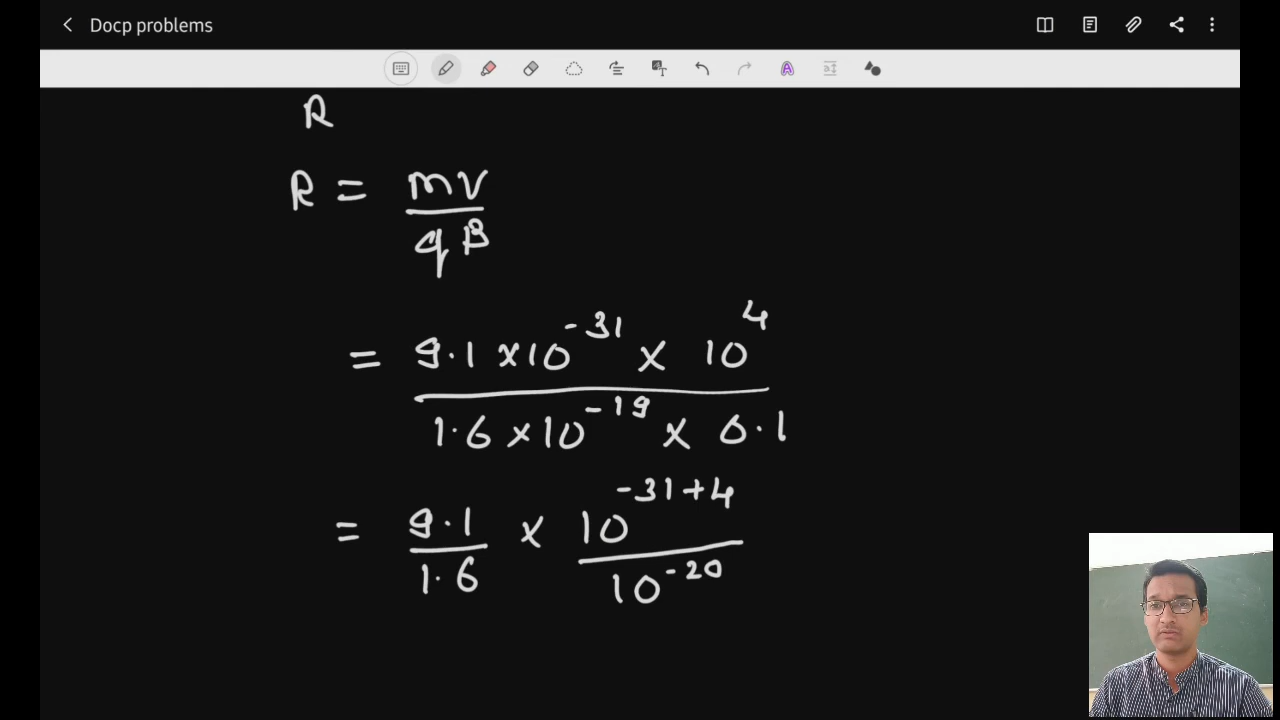 Docp problems
R
R = mv / qB
= 9.1 × 10^-31 × 10^4 / 1.6 × 10^-19 × 0.1
= 9.1 / 1.6 × 10^-31+4 / 10^-20